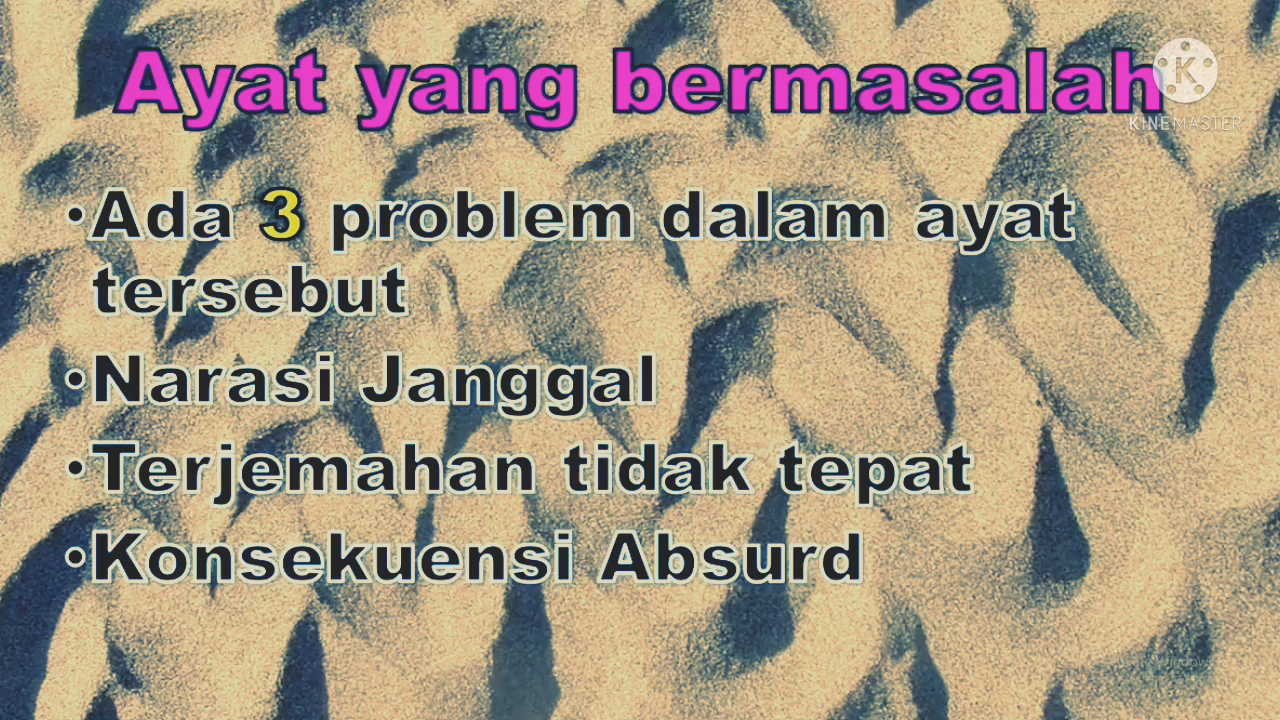 Ayat yang bermasalah
KINEMASTER
•Ada 3 problem dalam ayat
tersebut
•Narasi Janggal
•Terjemahan tidak tepat
•Konsekuensi Absurd